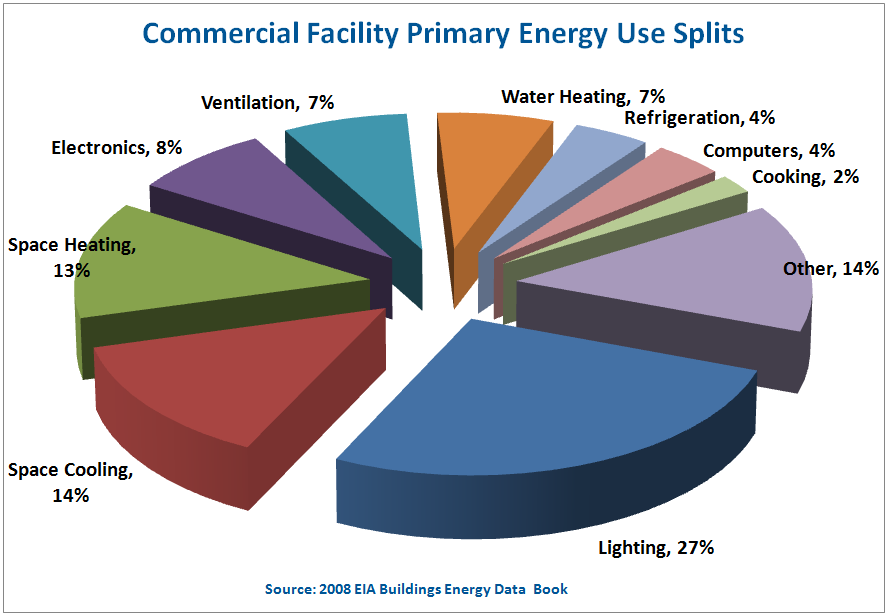 Commercial Facility Primary Energy Use Splits
Water Heating, 7%
Ventilation, 7%
Refrigeration, 4%
Electronics, 8%
Computers, 4%
Cooking, 2%
Space Heating,
13%
Other, 14%
Space Cooling,
14%
Lighting, 27%
Source: 2008 EIA Buildings Energy Data Book